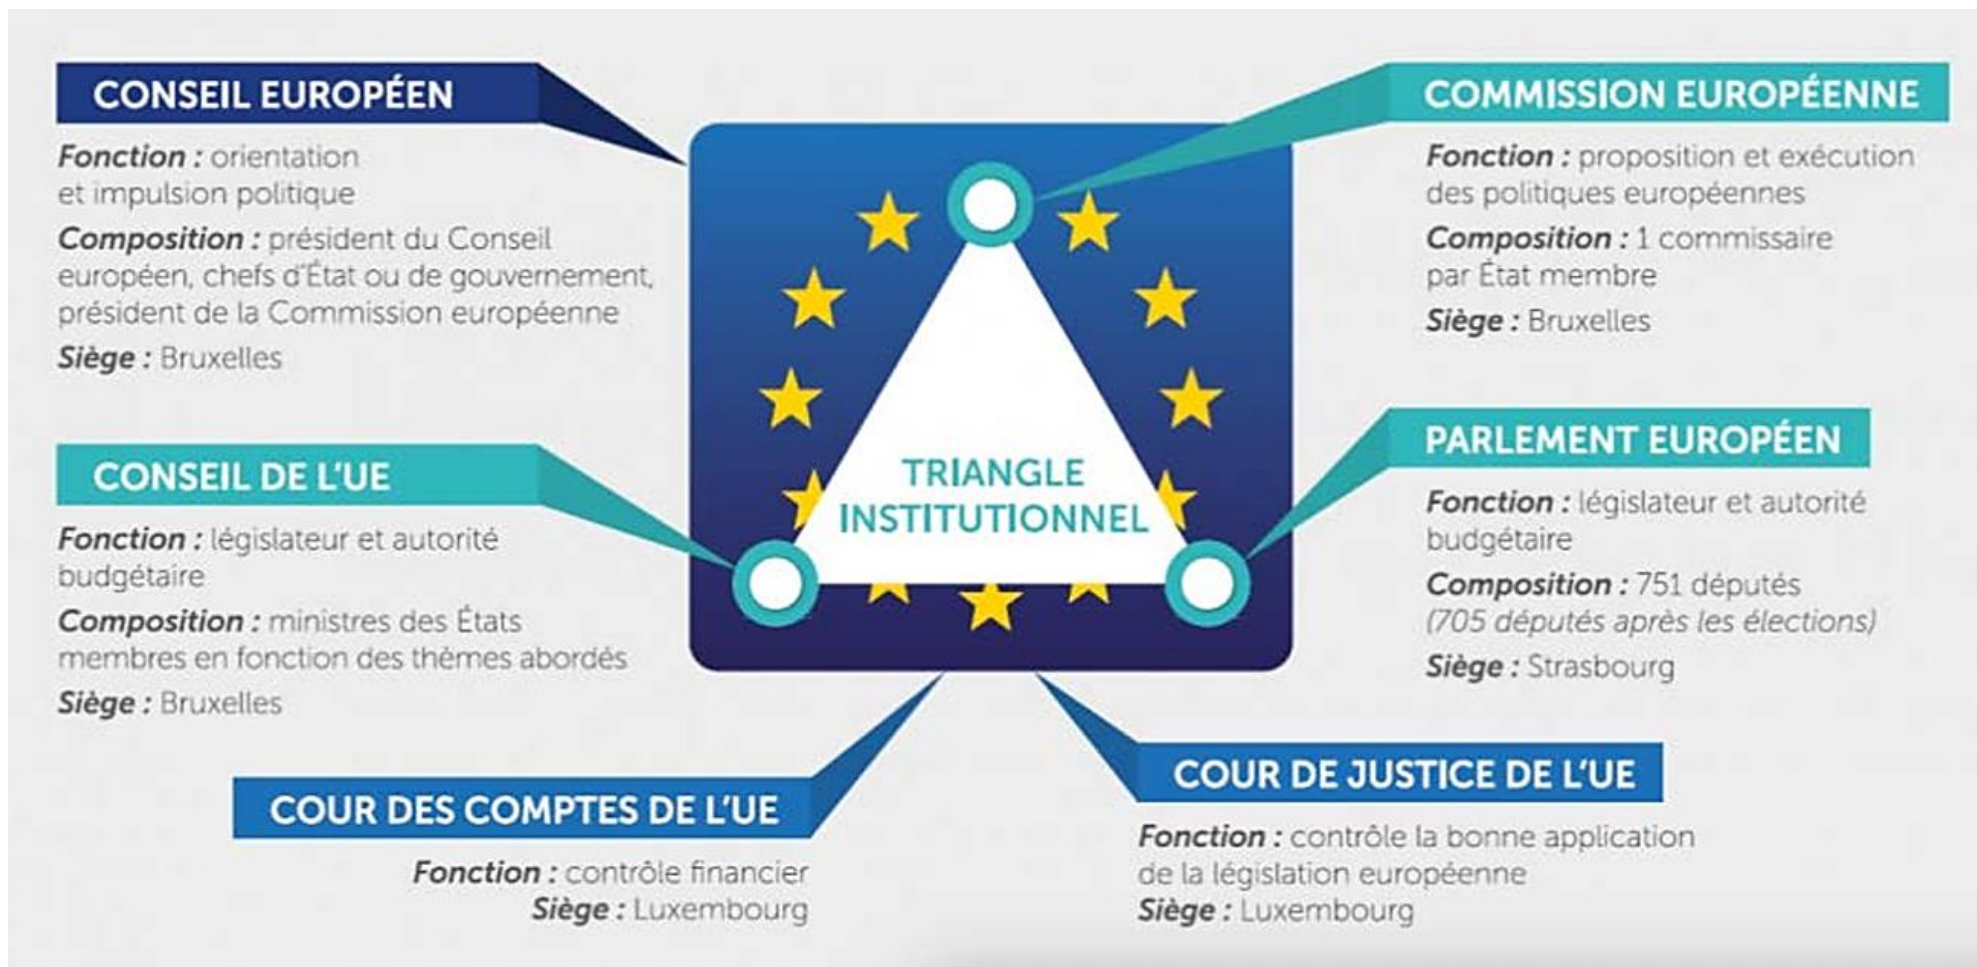 CONSEIL EUROPÉEN
Fonction : orientation
et impulsion politique
Composition : président du Conseil
européen, chefs d'État ou de gouvernement,
président de la Commission européenne
Siège : Bruxelles
CONSEIL DE L'UE
Fonction : législateur et autorité
budgétaire
Composition : ministres des États
membres en fonction des thèmes abordés
Siège : Bruxelles
TRIANGLE
INSTITUTIONNEL
COMMISSION EUROPÉENNE
Fonction : proposition et exécution
des politiques européennes
Composition : 1 commissaire
par État membre
Siège : Bruxelles
PARLEMENT EUROPÉEN
Fonction : législateur et autorité
budgétaire
Composition : 751 députés
(705 députés après les élections)
Siège : Strasbourg
COUR DES COMPTES DE L'UE
Fonction : contrôle financier
Siège : Luxembourg
COUR DE JUSTICE DE L'UE
Fonction : contrôle la bonne application
de la législation européenne
Siège : Luxembourg